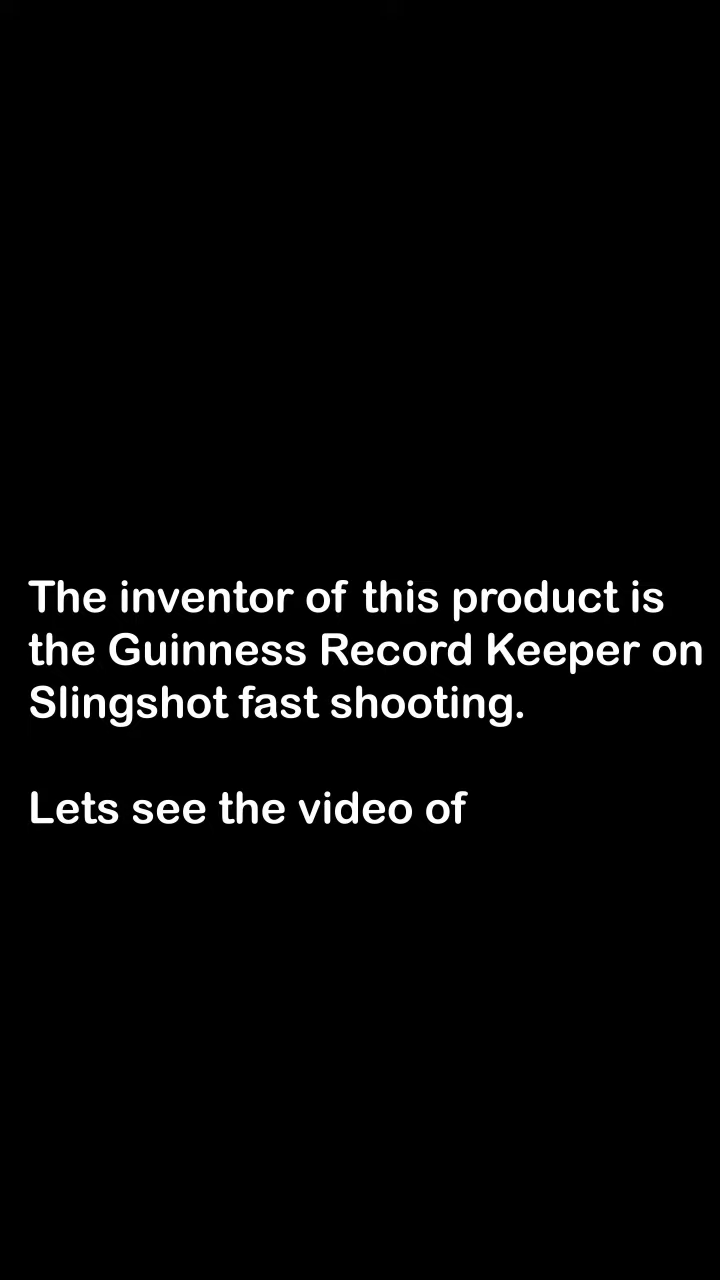 The inventor of this product is
the Guinness Record Keeper on
Slingshot fast shooting.
Lets see the video of